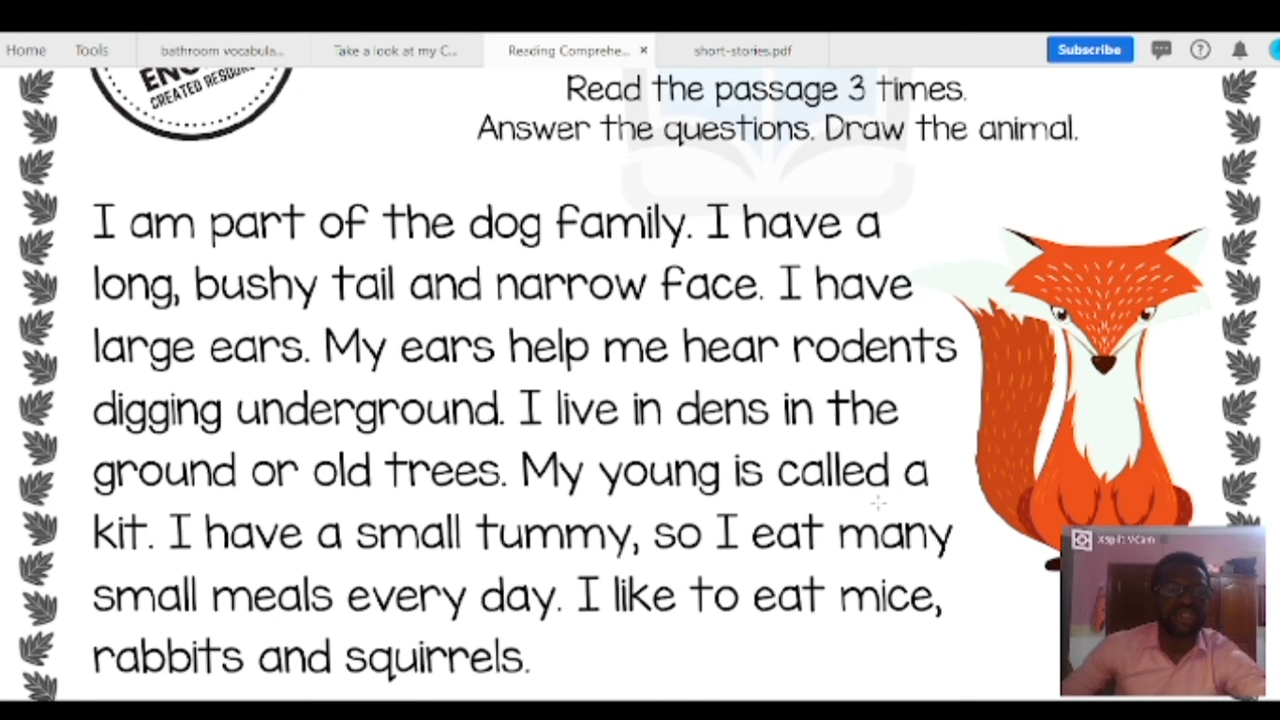 Home Tools bathroom vocabula... Take a look at my C... Reading Comprehe... × short-stories.pdf Subscribe
CREATED RESOUR
Read the passage 3 times.
Answer the questions. Draw the animal.
I am part of the dog family. I have a
long, bushy tail and narrow face. I have
large ears. My ears help me hear rodents
digging underground. I live in dens in the
ground or old trees. My young is called a
kit. I have a small tummy, so I eat many
small meals every day. I like to eat mice,
rabbits and squirrels.
XSplit VCam